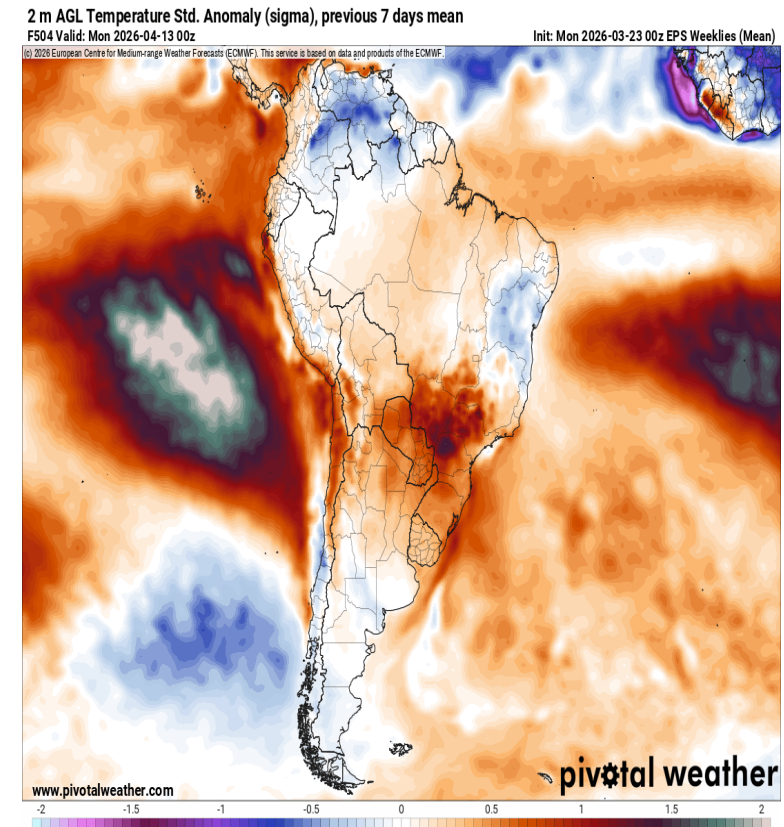 2 m AGL Temperature Std. Anomaly (sigma), previous 7 days mean
F504 Valid: Mon 2026-04-13 00z Init: Mon 2026-03-23 00z EPS Weeklies (Mean)
(c) 2026 European Centre for Medium-range Weather Forecasts (ECMWF). This service is based on data and products of the ECMWF.
www.pivotalweather.com
pivotal weather
-2 -1.5 -1 -0.5 0 0.5 1 1.5 2